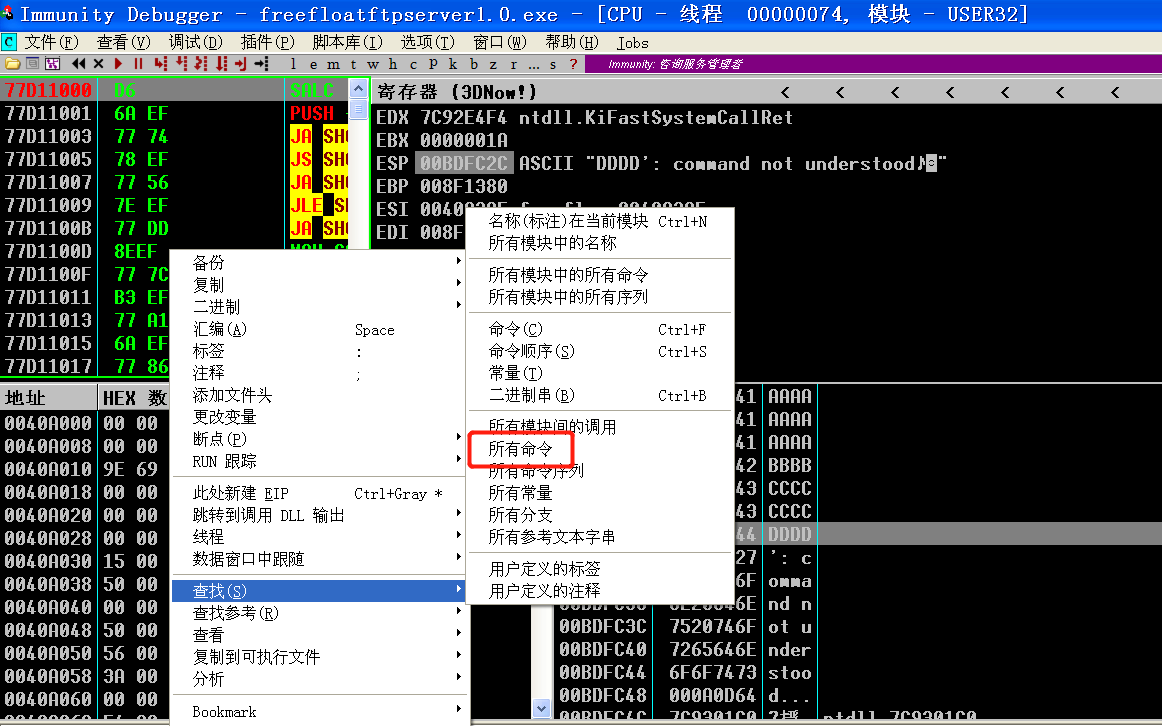 Immunity Debugger - freefloatftpserver1.0.exe - [CPU - 线程 00000074, 模块 - USER32]
C 文件(F) 查看(V) 调试(D) 插件(P) 脚本库(I) 选项(T) 窗口(W) 帮助(H) Jobs
l e m t w h c P k b z r ... s ? Immunity: 咨询服务管理者
77D11000 D6 SALC
77D11001 6A EF PUSH
77D11003 77 74 JA SHO
77D11005 78 EF JS SHO
77D11007 77 56 JA SHO
77D11009 7E EF JLE
77D1100B 77 DD JA SHO
77D1100D 8EEF
77D1100F 77 7C
77D11011 B3 EF
77D11013 77 A1
77D11015 6A EF
77D11017 77 86
寄存器 (3DNow!) < < < < < < <
EDX 7C92E4F4 ntdll.KiFastSystemCallRet
EBX 0000001A
ESP 00BDFC2C ASCII "DDDD': command not understood♪◙"
EBP 008F1380
ESI
EDI 008F
备份
复制
二进制
汇编(A) Space
标签 :
注释 ;
添加文件头
更改变量
断点(P)
RUN 跟踪
此处新建 EIP Ctrl+Gray *
跳转到调用 DLL 输出
线程
数据窗口中跟随
查找(S)
查找参考(R)
查看
复制到可执行文件
分析
Bookmark
名称(标注)在当前模块 Ctrl+N
所有模块中的名称
所有模块中的所有命令
所有模块中的所有序列
命令(C) Ctrl+F
命令顺序(S) Ctrl+S
常量(T)
二进制串(B) Ctrl+B
所有模块间的调用
所有命令
所有命令序列
所有常量
所有分支
所有参考文本字串
用户定义的标签
用户定义的注释
地址 HEX 数
0040A000 00 00
0040A008 00 00
0040A010 9E 69
0040A018 00 00
0040A020 00 00
0040A028 00 00
0040A030 15 00
0040A038 50 00
0040A040 00 00
0040A048 50 00
0040A050 56 00
0040A058 3A 00
0040A060 00 00
41 AAAA
41 AAAA
41 AAAA
42 BBBB
43 CCCC
43 CCCC
44 DDDD
27 ': c
6F omma
6E nd n
00BDFC3C 7520746F ot u
00BDFC40 7265646E nder
00BDFC44 6F6F7473 stoo
00BDFC48 000A0D64 d...